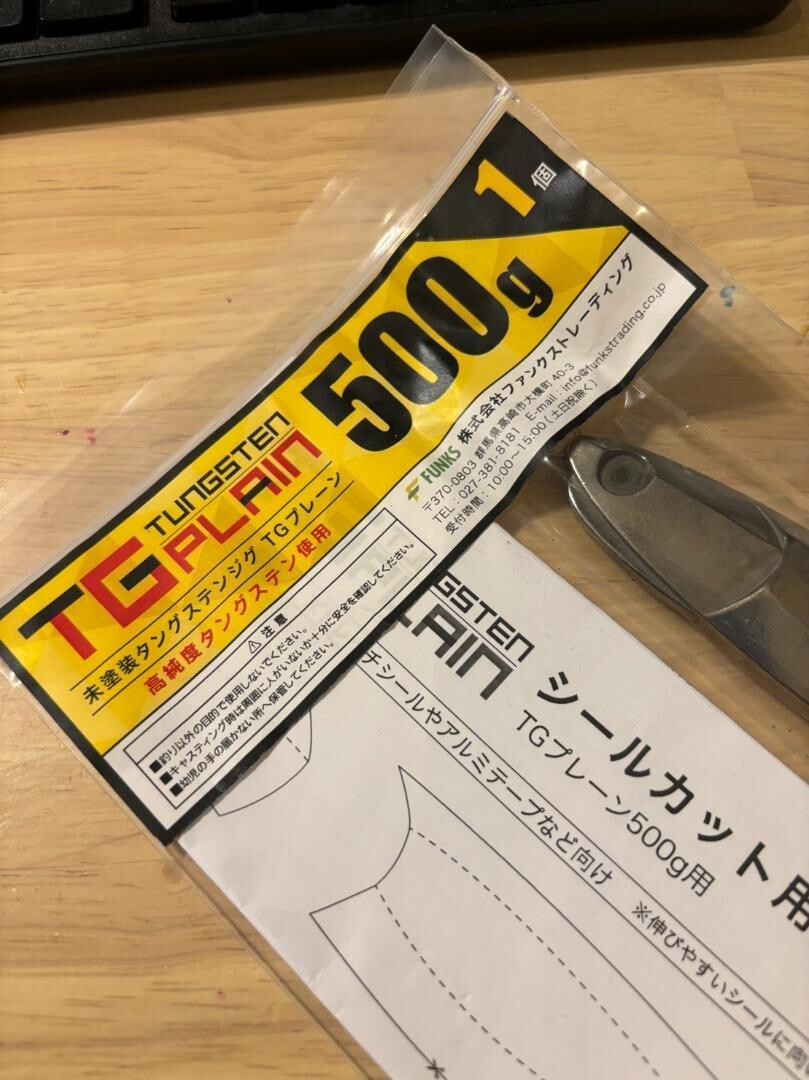 1個
500g
TUNGSTEN
TG PLAIN
未塗装タングステンジグ TGプレーン
高純度タングステン使用
FUNKS 株式会社ファンクストレーディング
〒370-0803 群馬県高崎市大橋町40-3
TEL:027-381-8181 E-mail:info@funkstrading.co.jp
受付時間:10:00〜15:00(土日祝除く)
⚠注意
■釣り以外の目的で使用しないでください。
■キャスティング時は周囲に人がいないか十分に安全を確認してください。
■幼児の手の届かない所へ保管してください。
GSTEN
LAIN
シールカット用
TGプレーン500g用
チシールやアルミテープなど向け
※伸びやすいシールに向